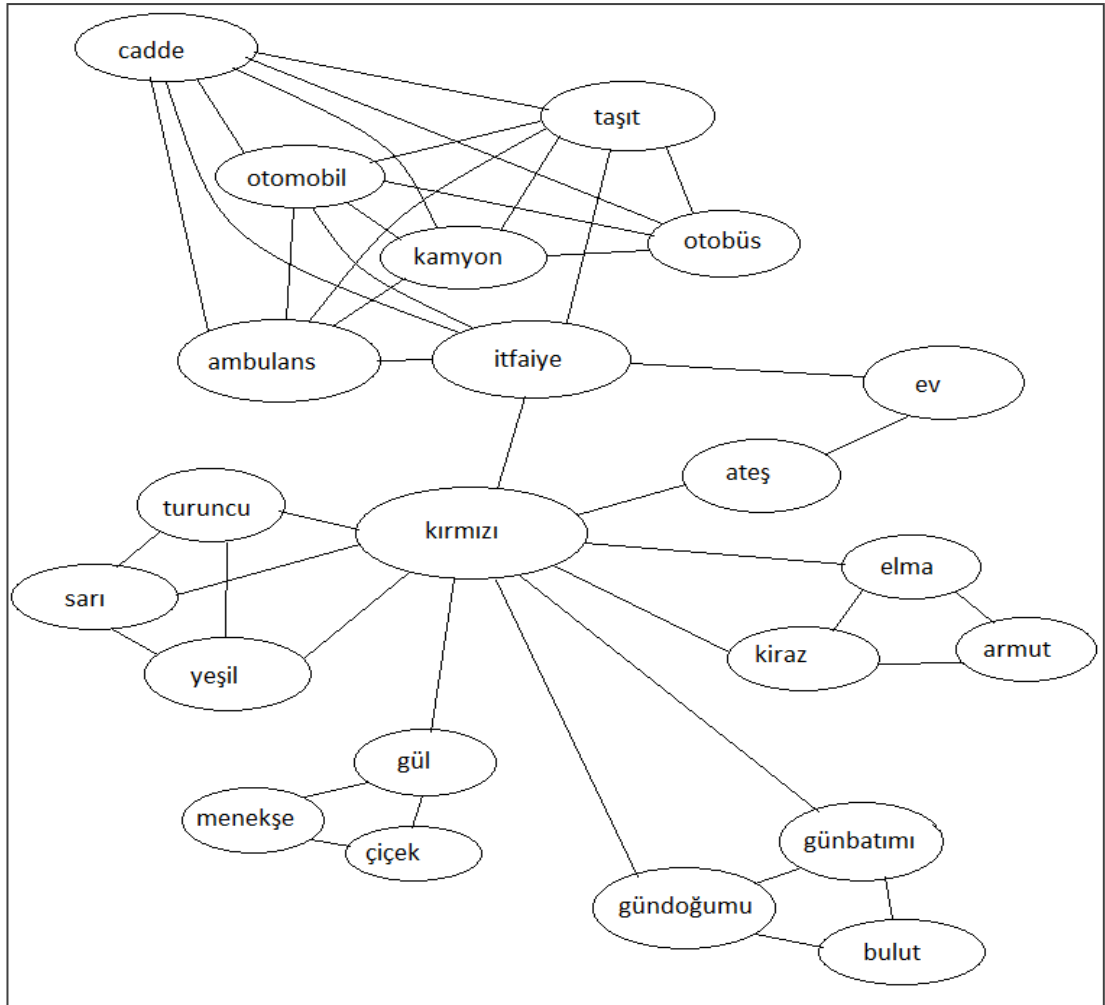 cadde
taşıt
otomobil
otobüs
kamyon
ambulans
itfaiye
ev
ateş
turuncu
kırmızı
elma
sarı
kiraz
armut
yeşil
gül
menekşe
çiçek
günbatımı
gündoğumu
bulut